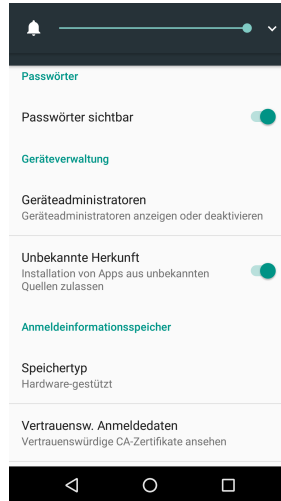 Passwörter
Passwörter sichtbar
Geräteverwaltung
Geräteadministratoren
Geräteadministratoren anzeigen oder deaktivieren
Unbekannte Herkunft
Installation von Apps aus unbekannten
Quellen zulassen
Anmeldeinformationsspeicher
Speichertyp
Hardware-gestützt
Vertrauensw. Anmeldedaten
Vertrauenswürdige CA-Zertifikate ansehen